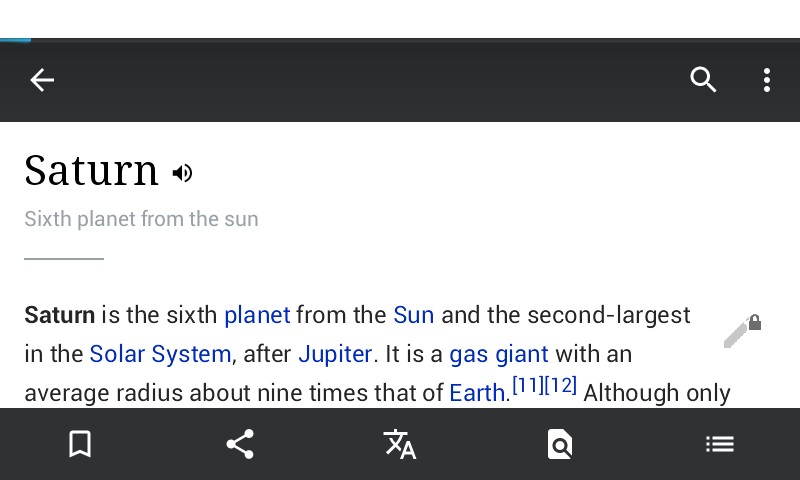 Saturn
Sixth planet from the sun
Saturn is the sixth planet from the Sun and the second-largest
in the Solar System, after Jupiter. It is a gas giant with an
average radius about nine times that of Earth.[11][12] Although only